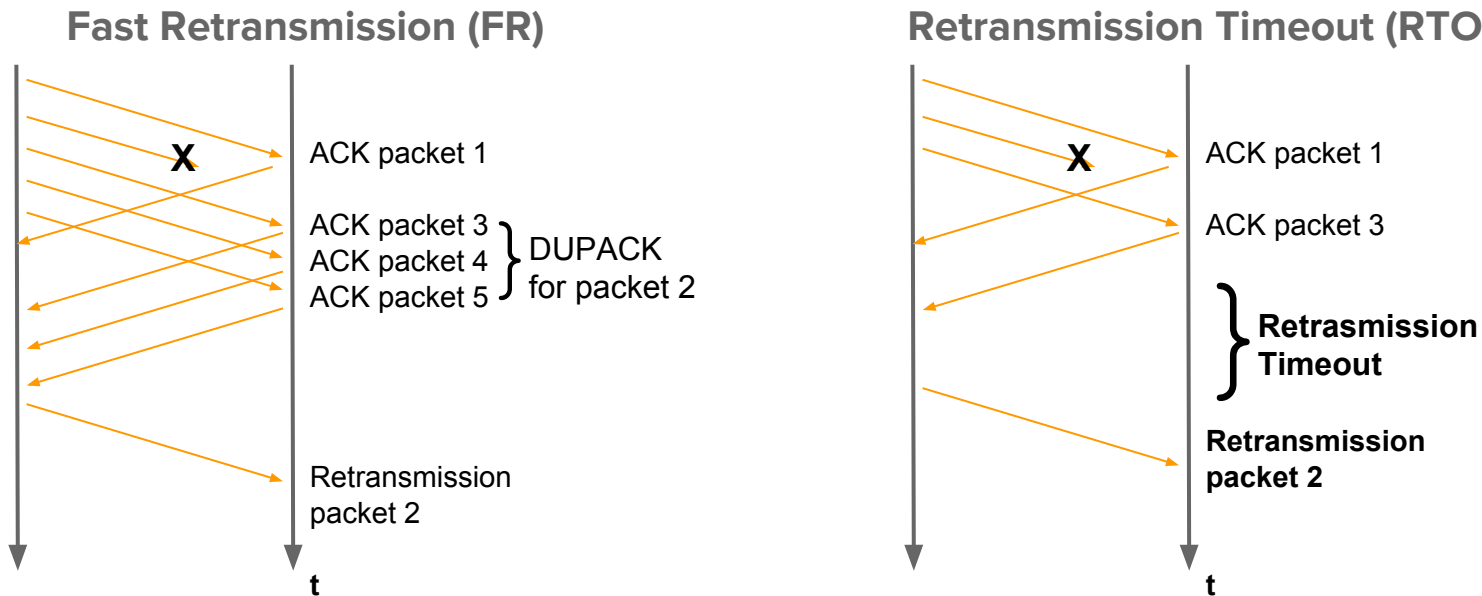 Fast Retransmission (FR)
X
ACK packet 1
ACK packet 3
ACK packet 4
ACK packet 5
DUPACK
for packet 2
Retransmission
packet 2
t
Retransmission Timeout (RTO
X
ACK packet 1
ACK packet 3
Retrasmission
Timeout
Retransmission
packet 2
t